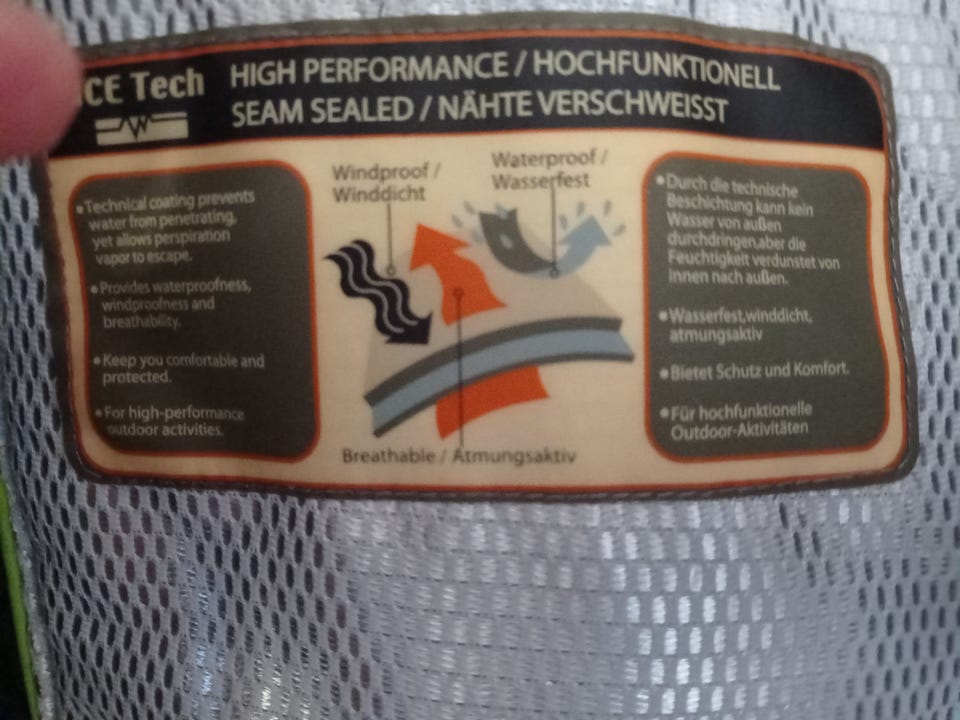 CE Tech
HIGH PERFORMANCE / HOCHFUNKTIONELL
SEAM SEALED / NÄHTE VERSCHWEISST
• Technical coating prevents
water from penetrating,
yet allows perspiration
vapor to escape.
• Provides waterproofness,
windproofness and
breathability.
• Keep you comfortable and
protected.
• For high-performance
outdoor activities.
Windproof /
Winddicht
Waterproof /
Wasserfest
Breathable / Atmungsaktiv
• Durch die technische
Beschichtung kann kein
Wasser von außen
durchdringen,aber die
Feuchtigkeit verdunstet von
innen nach außen.
• Wasserfest,winddicht,
atmungsaktiv
• Bietet Schutz und Komfort.
• Für hochfunktionelle
Outdoor-Aktivitäten